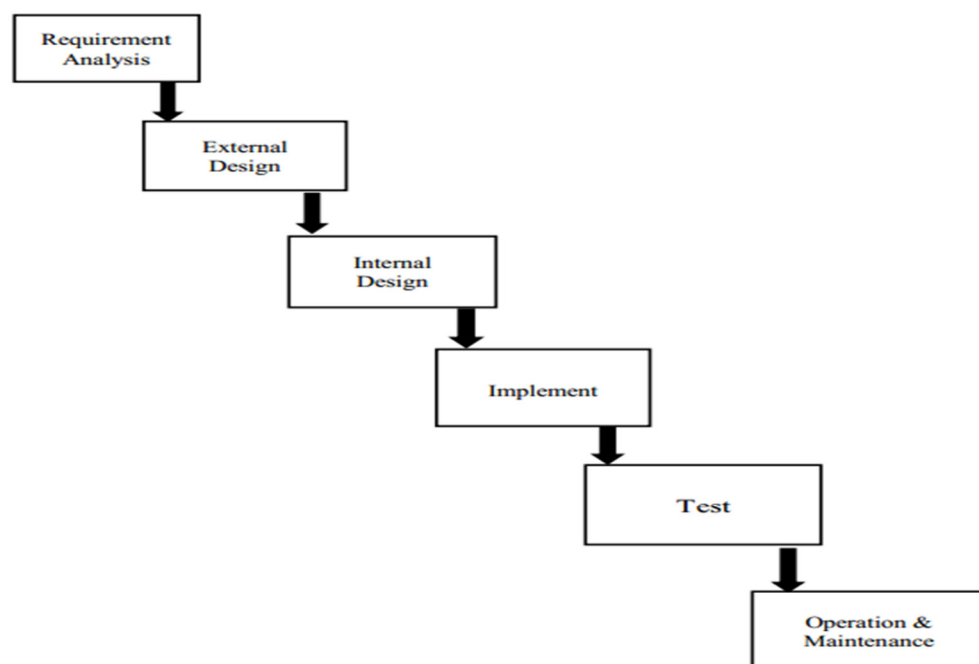 Requirement
Analysis
External
Design
Internal
Design
Implement
Test
Operation &
Maintenance